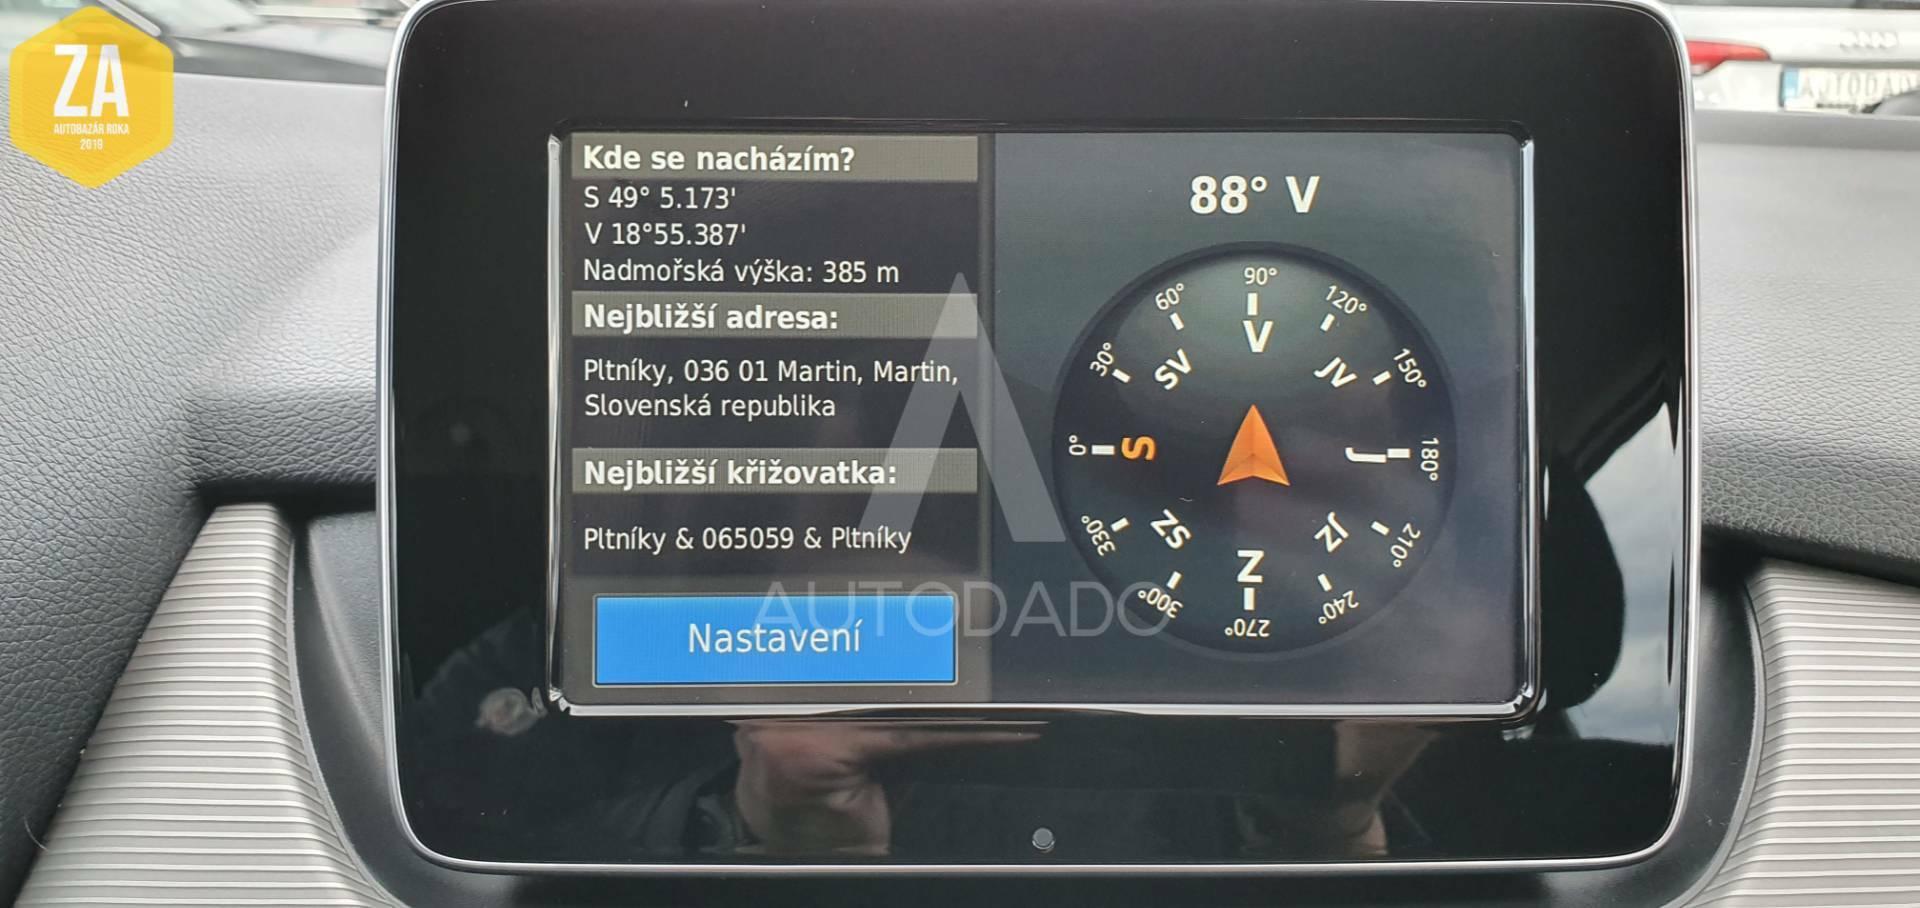 ZA
AUTOBAZÁR ROKA
2019
AUTODADO
Kde se nacházím?
S 49° 5.173'
V 18°55.387'
Nadmořská výška: 385 m
Nejbližší adresa:
Pltníky, 036 01 Martin, Martin,
Slovenská republika
Nejbližší křižovatka:
Pltníky & 065059 & Pltníky
Nastavení
88° V
90°
60°
120°
V
30°
SV
JV
150°
0°
S
J
180°
330°
SZ
JZ
210°
Z
300°
240°
270°
AUTODADO